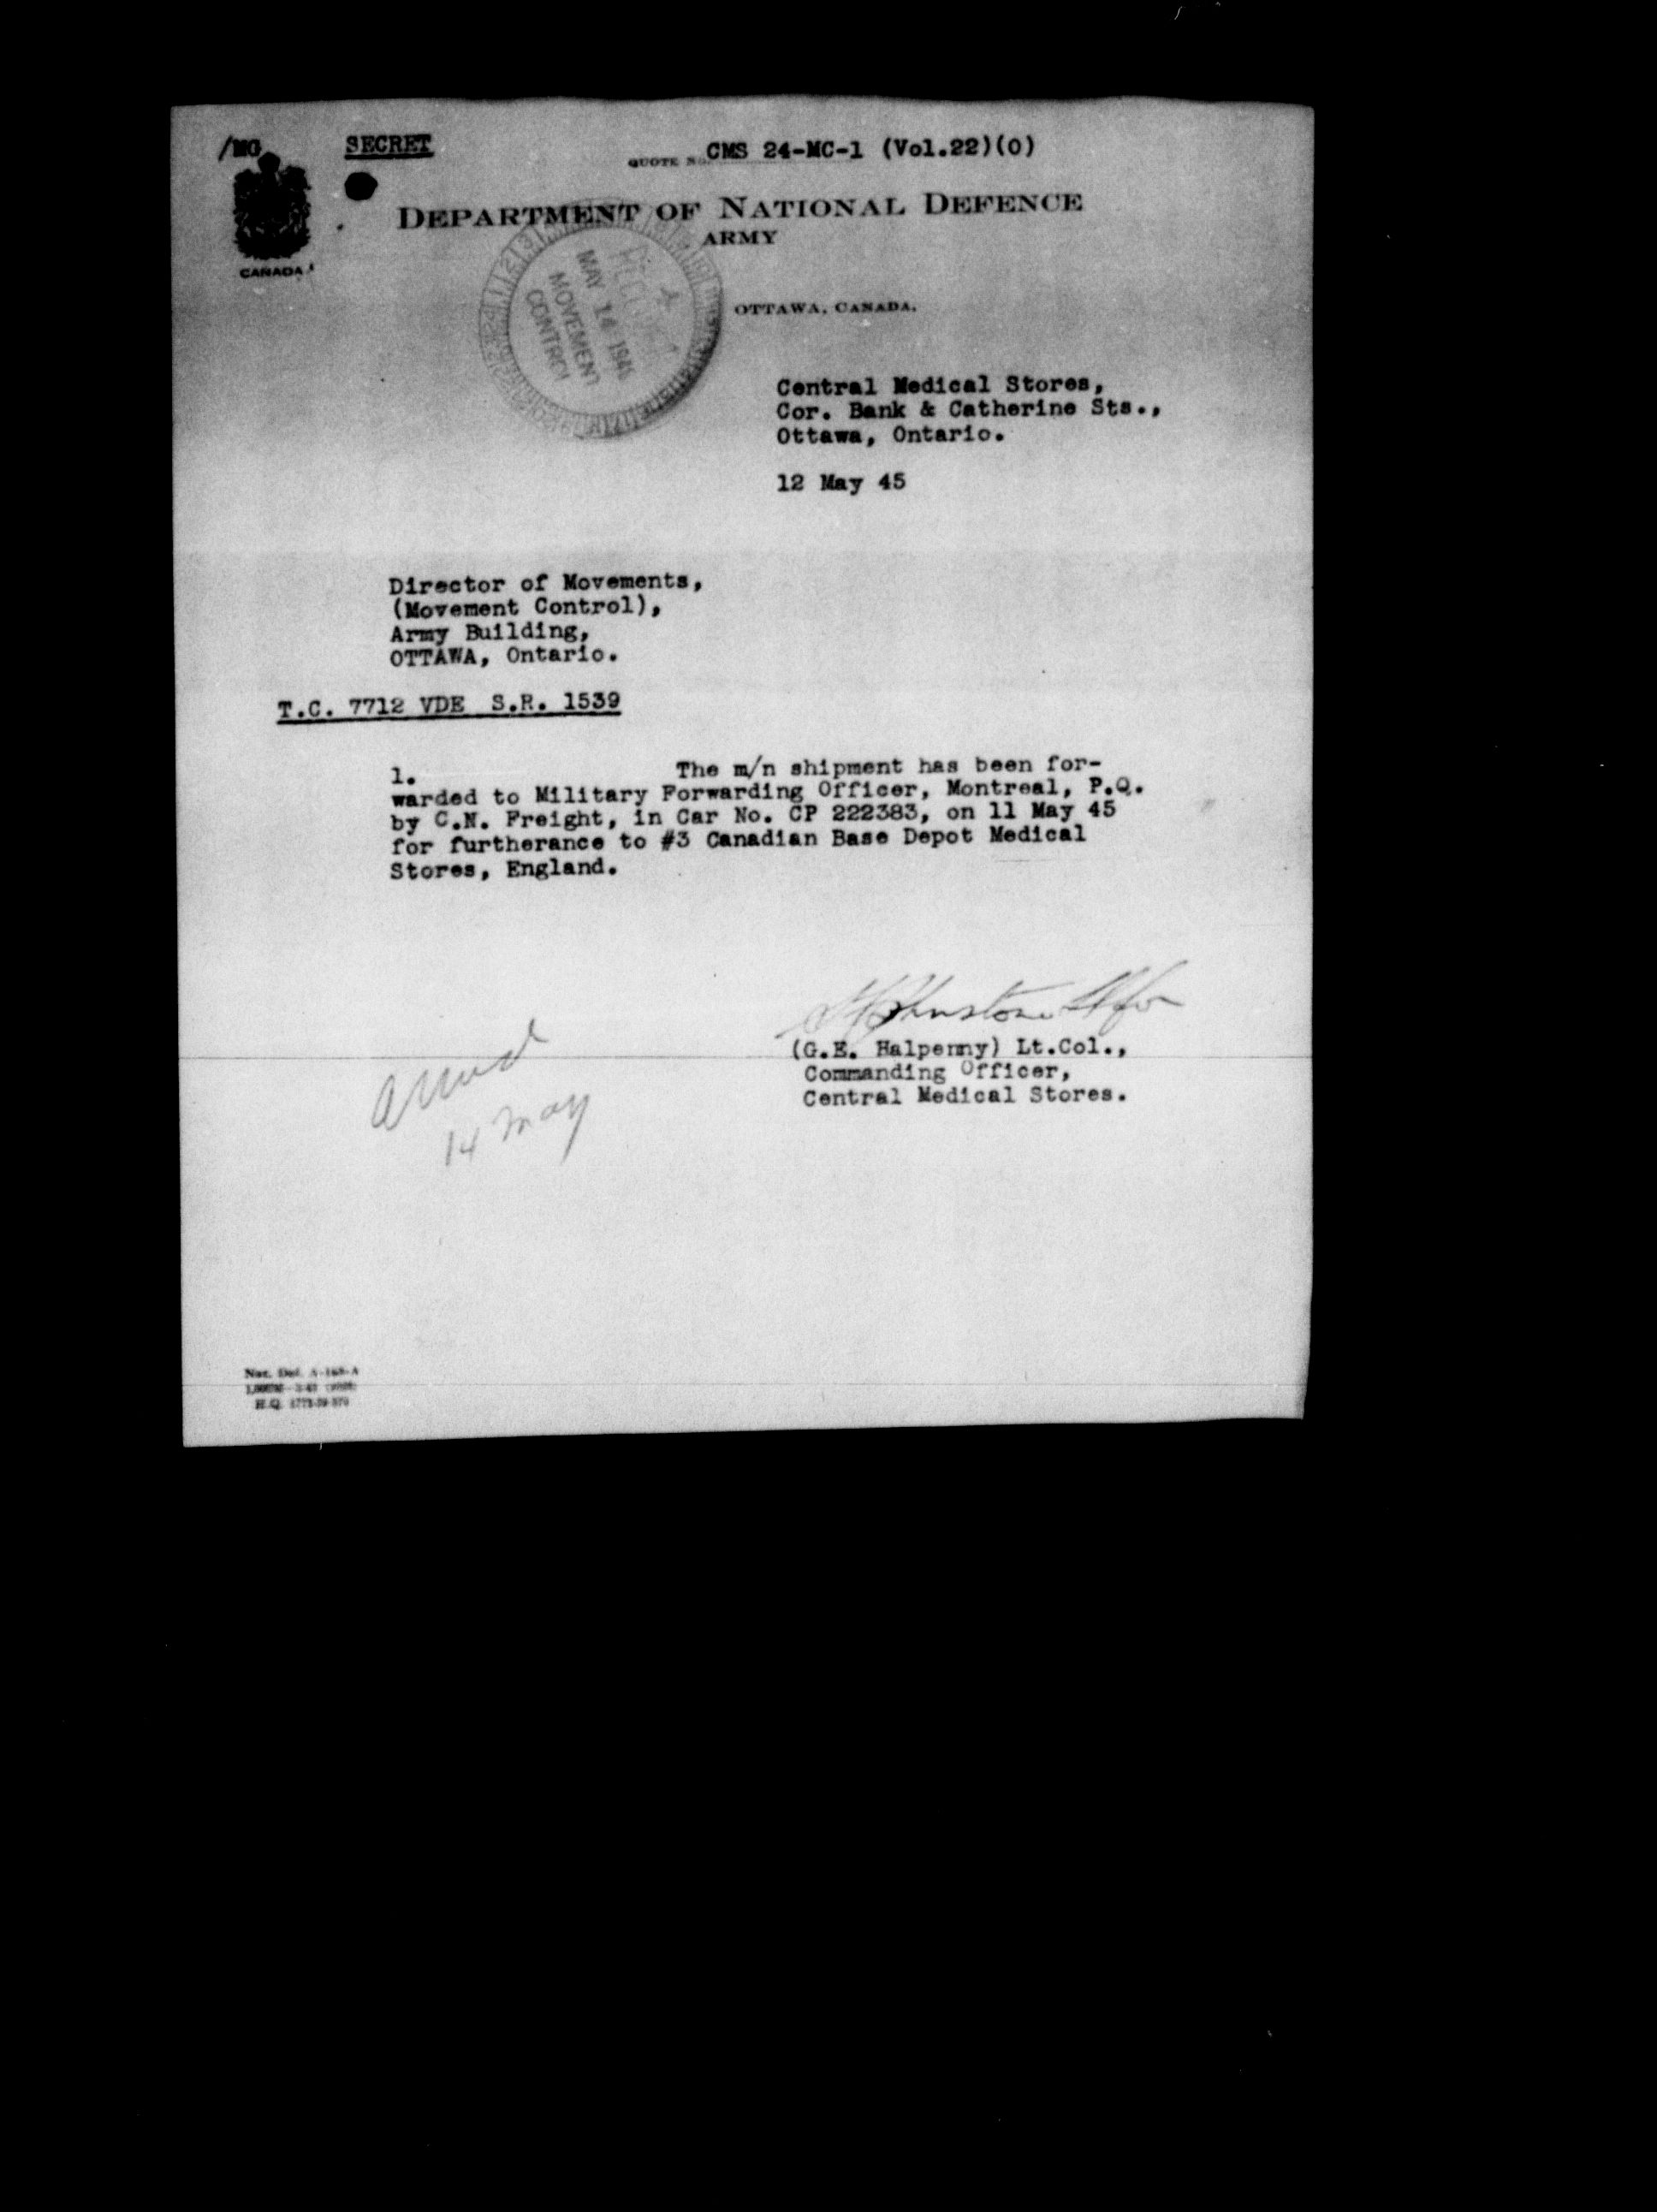 /MG
SECRET
QUOTE NO. CMS 24-MC-1 (Vol.22)(O)
DEPARTMENT OF NATIONAL DEFENCE
ARMY
CANADA
MAY 14 194
MOVEMENT
CONTROL
OTTAWA, CANADA.
Central Medical Stores,
Cor. Bank & Catherine Sts.,
Ottawa, Ontario.
12 May 45
Director of Movements,
(Movement Control),
Army Building,
OTTAWA, Ontario.
T.C. 7712 VDE S.R. 1539
1. The m/n shipment has been for-
warded to Military Forwarding Officer, Montreal, P.Q.
by C.N. Freight, in Car No. CP 222383, on 11 May 45
for furtherance to #3 Canadian Base Depot Medical
Stores, England.
(G.E. Halpenny) Lt.Col.,
Commanding Officer,
Central Medical Stores.
14 May
Nat. Def.
H.Q.